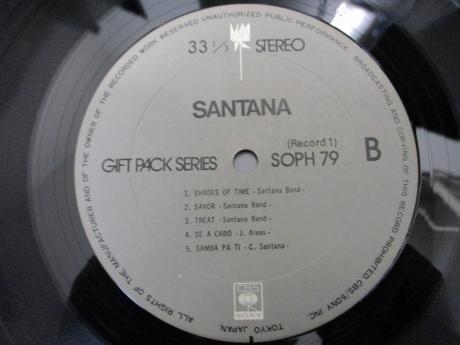 33 1/3 STEREO
SANTANA
(Record 1)
GIFT PACK SERIES SOPH 79 B
1. SHADES OF TIME - Santana Band -
2. SAVOR - Santana Band -
3. TREAT - Santana Band -
4. SE A CABO - J. Areas -
5. SAMBA PA TI - C. Santana -
CBS
SONY
ALL RIGHTS OF THE MANUFACTURER AND OF THE OWNER OF THE RECORDED WORK RESERVED UNAUTHORIZED PUBLIC PERFORMANCE, BROADCASTING AND COPYING OF THIS RECORD PROHIBITED CBS/SONY INC. TOKYO JAPAN.